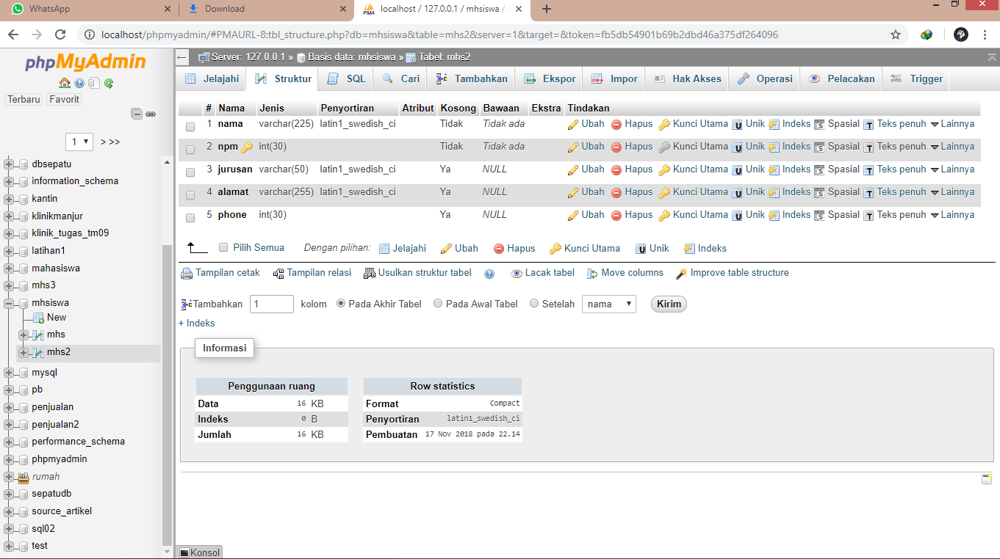 WhatsApp
Download
localhost / 127.0.0.1 / mhsiswa /
localhost/phpmyadmin/#PMAURL-8:tbl_structure.php?db=mhsiswa&table=mhs2&server=1&target=&token=fb5db54901b69b2dbd46a375df264096
phpMyAdmin
Terbaru Favorit
1 > >>
dbsepatu
information_schema
kantin
klinikmanjur
klinik_tugas_tm09
latihan1
mahasiswa
mhs3
mhsiswa
New
mhs
mhs2
mysql
pb
penjualan
penjualan2
performance_schema
phpmyadmin
rumah
sepatudb
source_artikel
sql02
test
Server: 127.0.0.1 » Basis data: mhsiswa » Tabel: mhs2
Jelajahi Struktur SQL Cari Tambahkan Ekspor Impor Hak Akses Operasi Pelacakan Trigger
# Nama Jenis Penyortiran Atribut Kosong Bawaan Ekstra Tindakan
1 nama varchar(225) latin1_swedish_ci Tidak Tidak ada Ubah Hapus Kunci Utama Unik Indeks Spasial Teks penuh Lainnya
2 npm int(30) Tidak Tidak ada Ubah Hapus Kunci Utama Unik Indeks Spasial Teks penuh Lainnya
3 jurusan varchar(50) latin1_swedish_ci Ya NULL Ubah Hapus Kunci Utama Unik Indeks Spasial Teks penuh Lainnya
4 alamat varchar(255) latin1_swedish_ci Ya NULL Ubah Hapus Kunci Utama Unik Indeks Spasial Teks penuh Lainnya
5 phone int(30) Ya NULL Ubah Hapus Kunci Utama Unik Indeks Spasial Teks penuh Lainnya
Pilih Semua Dengan pilihan: Jelajahi Ubah Hapus Kunci Utama Unik Indeks
Tampilan cetak Tampilan relasi Usulkan struktur tabel Lacak tabel Move columns Improve table structure
Tambahkan 1 kolom Pada Akhir Tabel Pada Awal Tabel Setelah nama Kirim
+ Indeks
Informasi
Penggunaan ruang
Data 16 KB
Indeks 0 B
Jumlah 16 KB
Row statistics
Format Compact
Penyortiran latin1_swedish_ci
Pembuatan 17 Nov 2018 pada 22.14
Konsol